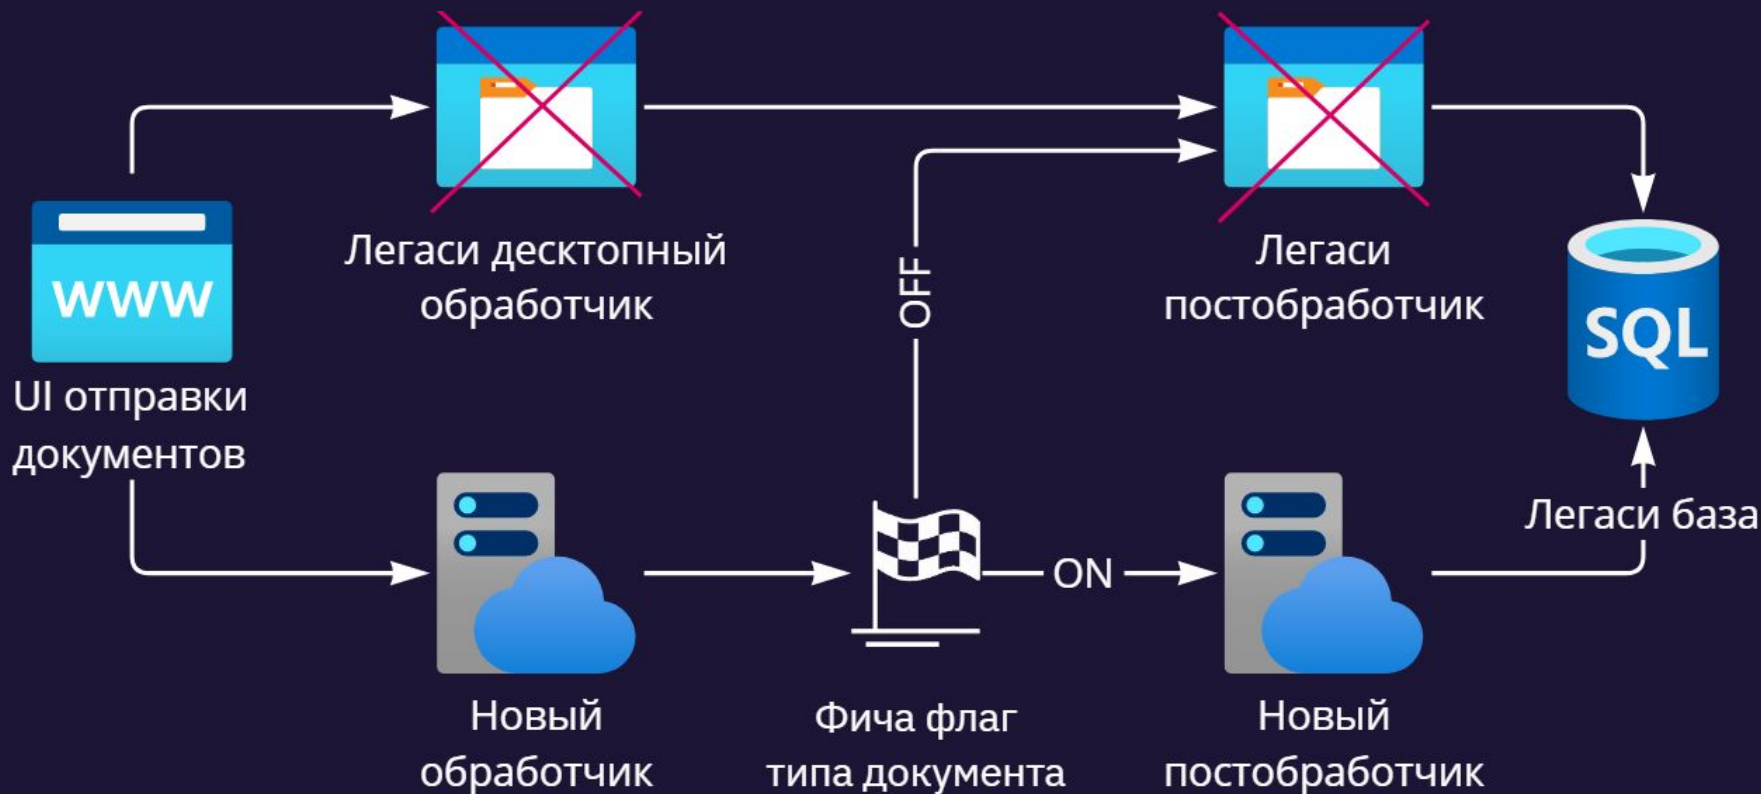 Легаси десктопный
обработчик
Легаси
постобработчик
WWW
UI отправки
документов
OFF
SQL
Легаси база
ON
Новый
обработчик
Фича флаг
типа документа
Новый
постобработчик